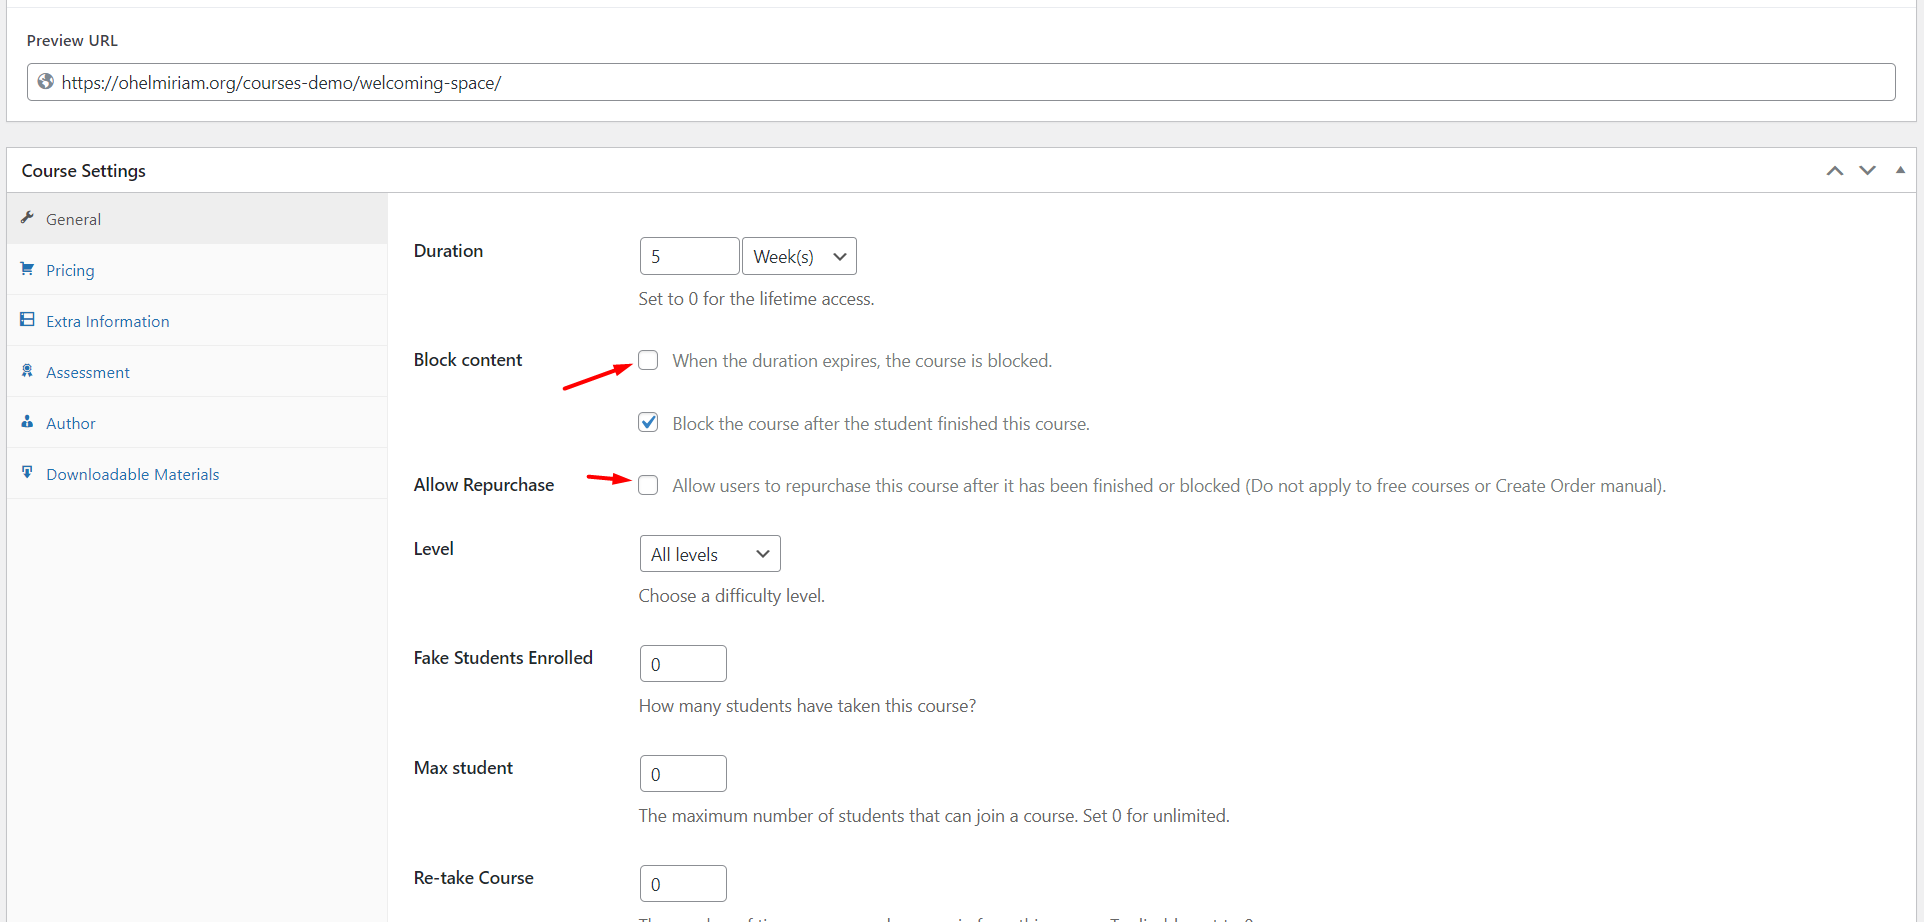 Preview URL
https://ohelmiriam.org/courses-demo/welcoming-space/
Course Settings
General
Pricing
Extra Information
Assessment
Author
Downloadable Materials
Duration
5
Week(s)
Set to 0 for the lifetime access.
Block content
When the duration expires, the course is blocked.
Block the course after the student finished this course.
Allow Repurchase
Allow users to repurchase this course after it has been finished or blocked (Do not apply to free courses or Create Order manual).
Level
All levels
Choose a difficulty level.
Fake Students Enrolled
0
How many students have taken this course?
Max student
0
The maximum number of students that can join a course. Set 0 for unlimited.
Re-take Course
0